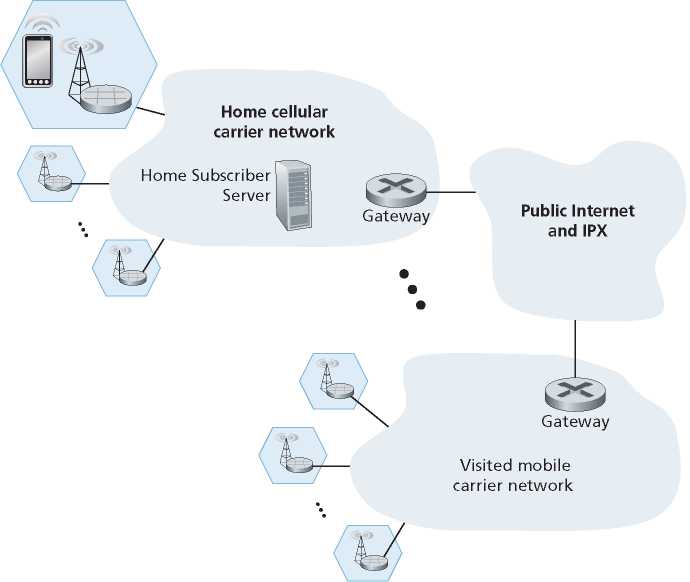 Home cellular
carrier network
Home Subscriber
Server
Gateway
Public Internet
and IPX
Gateway
Visited mobile
carrier network